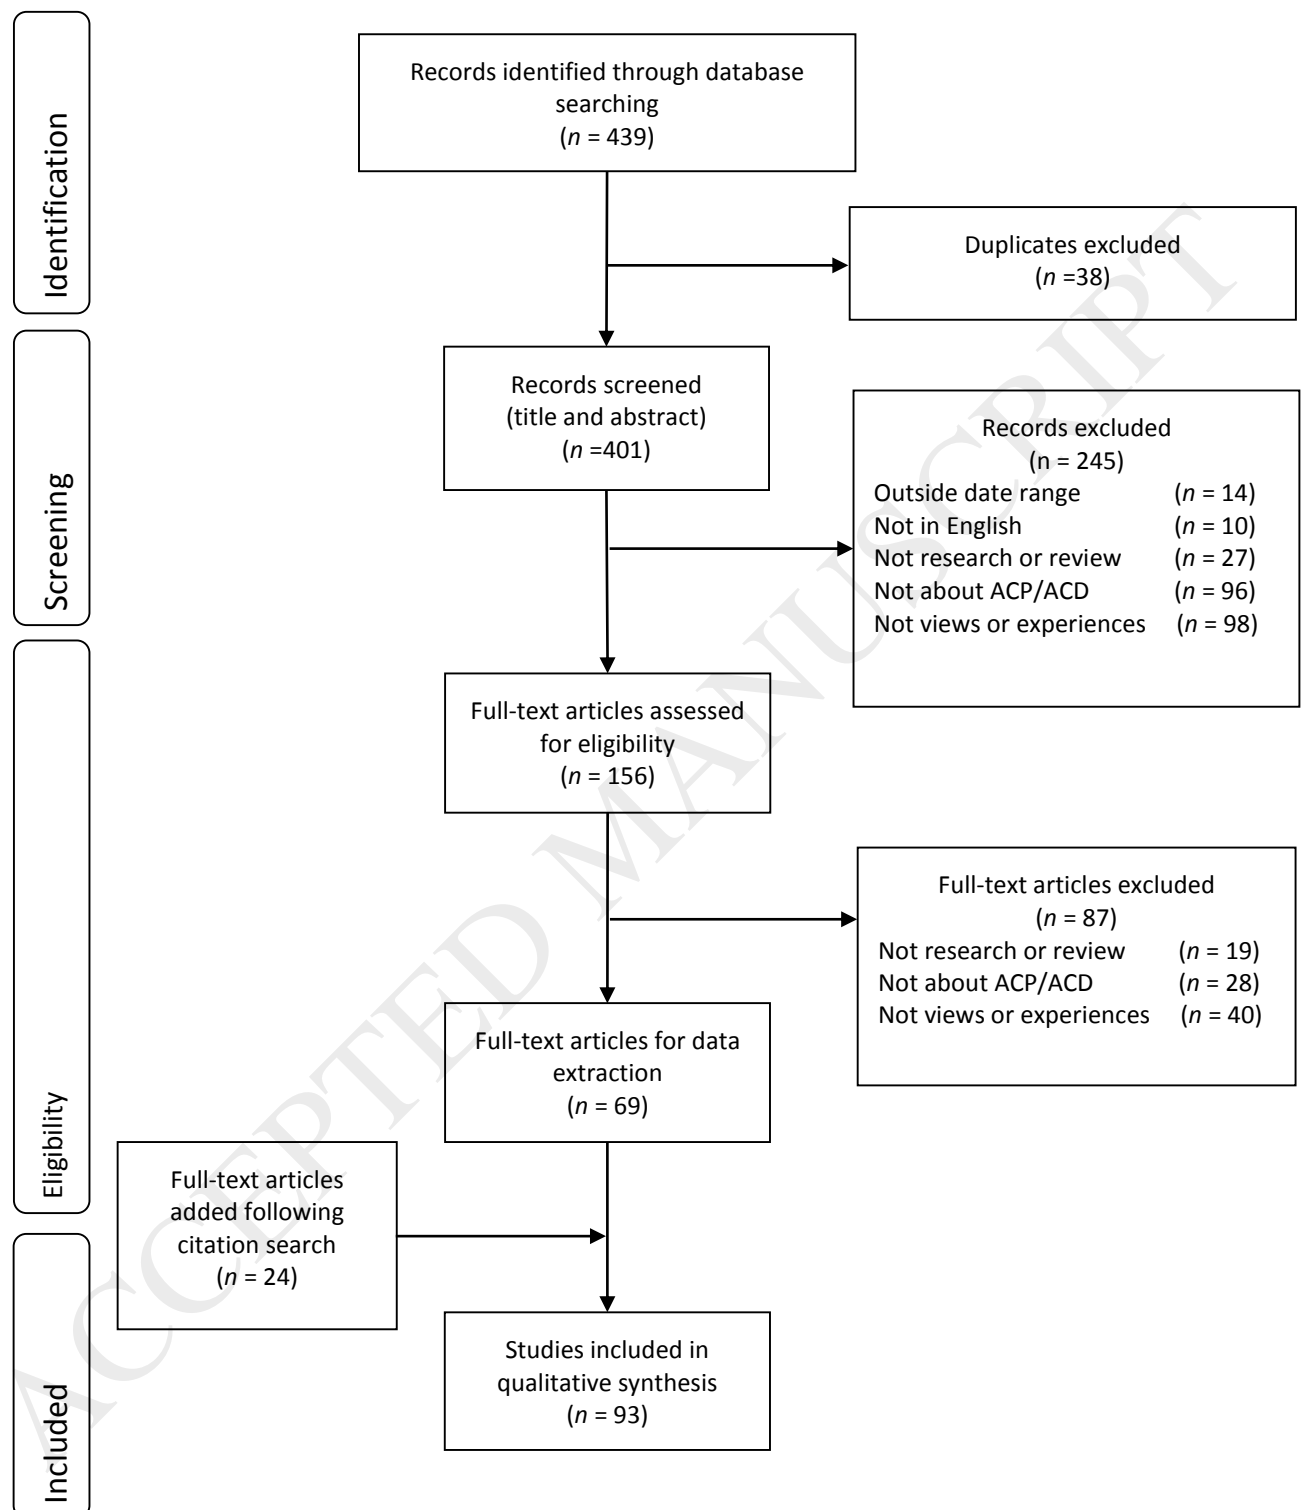 Identification
Records identified through database
searching
(n = 439)
Duplicates excluded
(n =38)
Screening
Records screened
(title and abstract)
(n =401)
Records excluded
(n = 245)
Outside date range (n = 14)
Not in English (n = 10)
Not research or review (n = 27)
Not about ACP/ACD (n = 96)
Not views or experiences (n = 98)
Eligibility
Full-text articles assessed
for eligibility
(n = 156)
Full-text articles excluded
(n = 87)
Not research or review (n = 19)
Not about ACP/ACD (n = 28)
Not views or experiences (n = 40)
Full-text articles for data
extraction
(n = 69)
Full-text articles
added following
citation search
(n = 24)
Included
Studies included in
qualitative synthesis
(n = 93)
ACCEPTED MANUSCRIPT